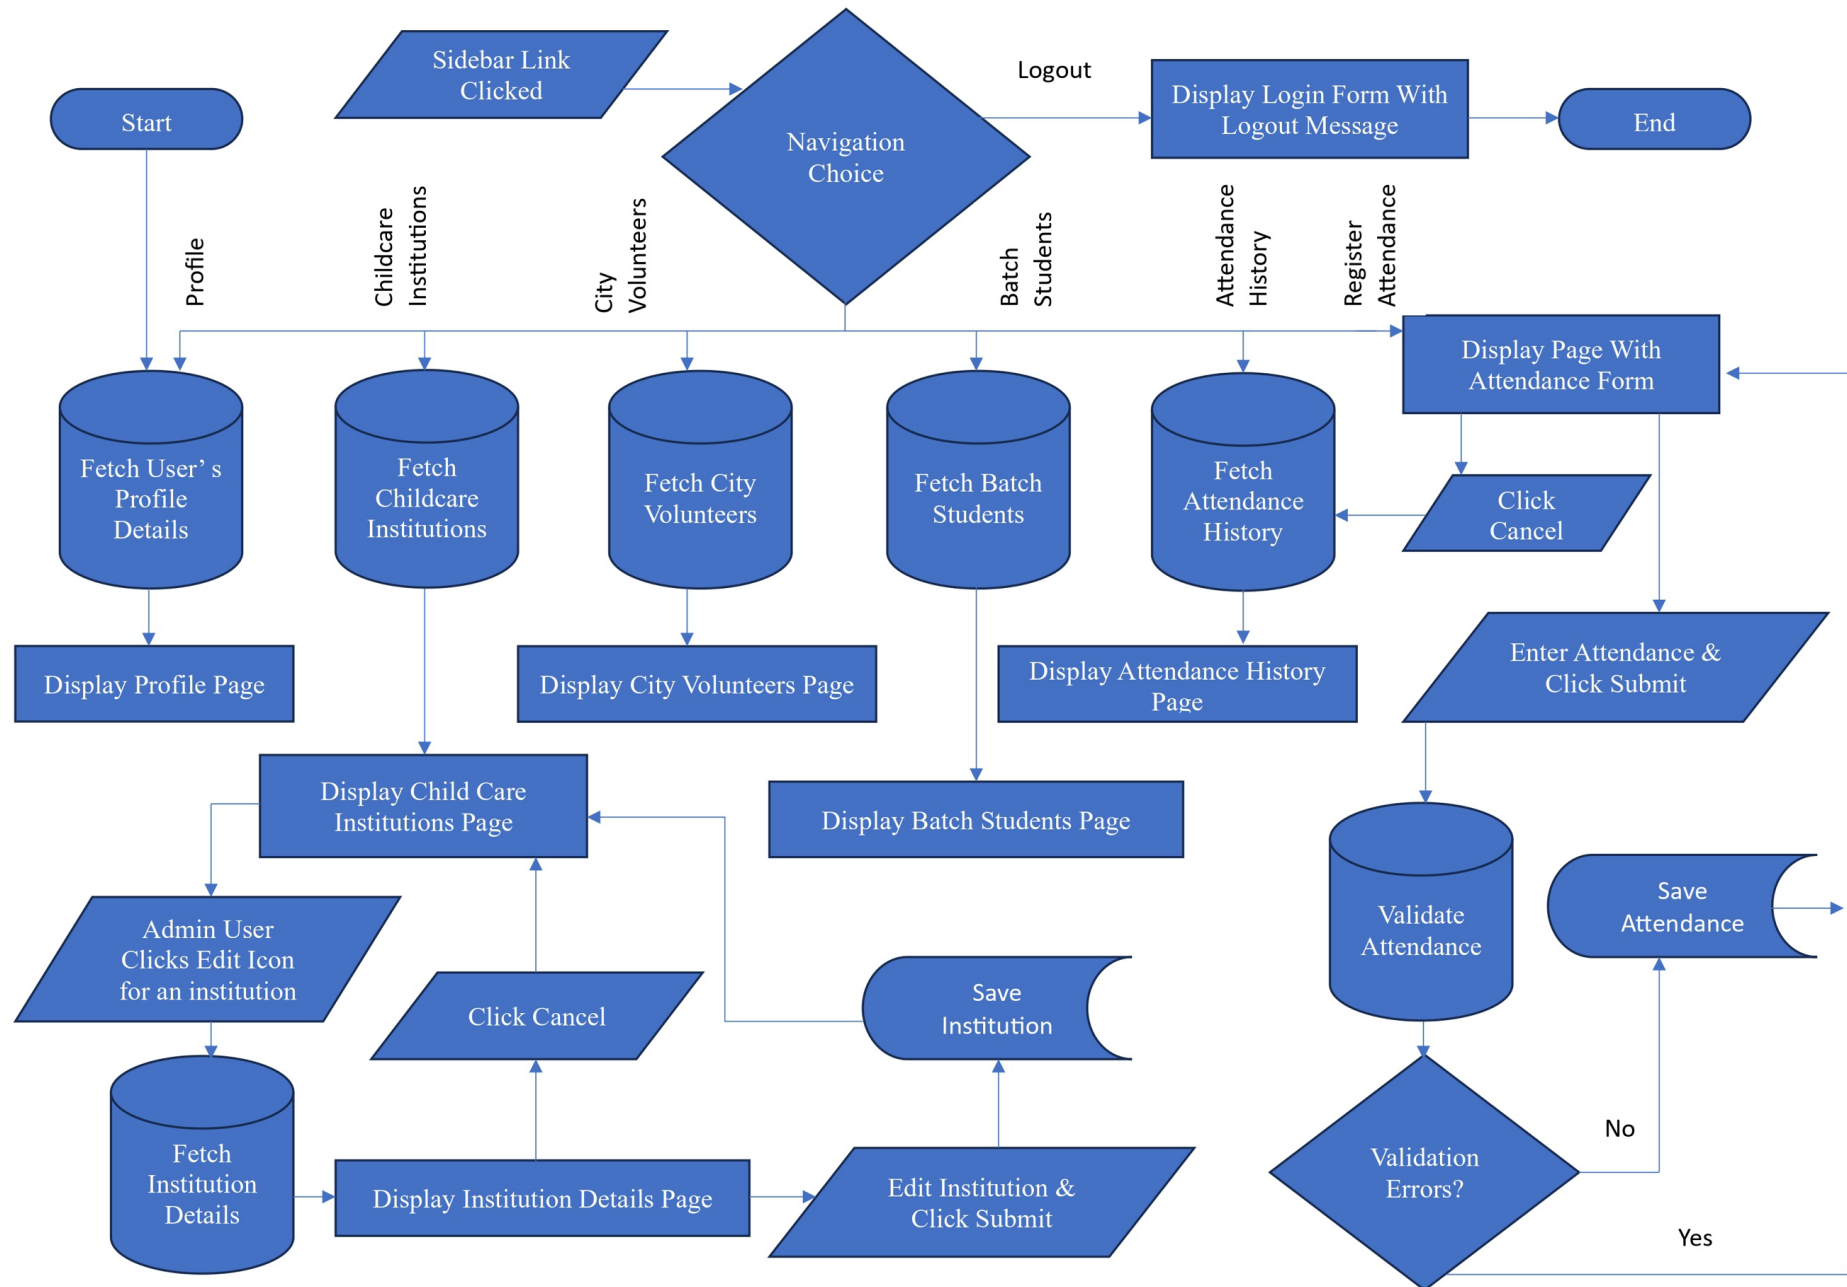 Sidebar Link
Clicked
Logout
Start
Navigation
Choice
Display Login Form With
Logout Message
End
Profile
Childcare
Institutions
City
Volunteers
Batch
Students
Attendance
History
Register
Attendance
Display Page With
Attendance Form
Fetch User’ s
Profile
Details
Fetch
Childcare
Institutions
Fetch City
Volunteers
Fetch Batch
Students
Fetch
Attendance
History
Click
Cancel
Display Profile Page
Display City Volunteers Page
Display Attendance History
Page
Enter Attendance &
Click Submit
Display Child Care
Institutions Page
Display Batch Students Page
Admin User
Clicks Edit Icon
for an institution
Click Cancel
Save
Institution
Validate
Attendance
Save
Attendance
Fetch
Institution
Details
Display Institution Details Page
Edit Institution &
Click Submit
Validation
Errors?
No
Yes